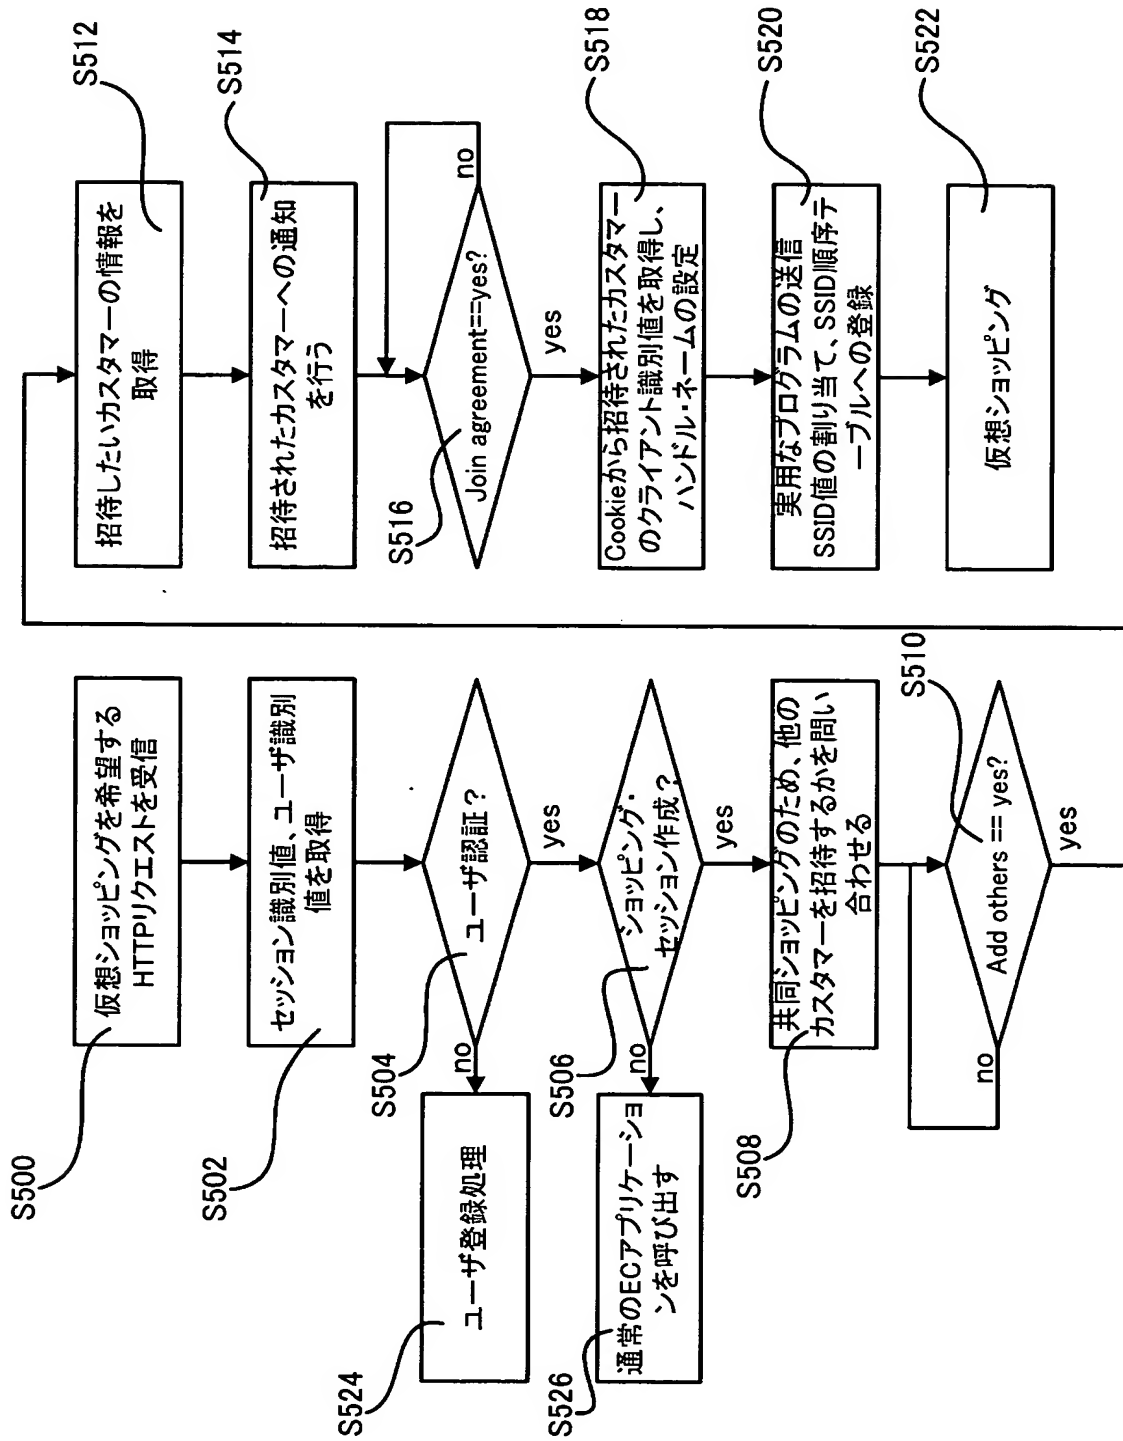 S500
仮想ショッピングを希望する
HTTPリクエストを受信
S502
セッション識別値、ユーザ識別
値を取得
S504
ユーザ認証？
no
yes
S524
ユーザ登録処理
S506
ショッピング・
セッション作成？
no
yes
S526
通常のECアプリケーショ
ンを呼び出す
S508
共同ショッピングのため、他の
カスタマーを招待するかを問い
合わせる
S510
Add others == yes?
no
yes
S512
招待したいカスタマーの情報を
取得
S514
招待されたカスタマーへの通知
を行う
S516
Join agreement==yes?
no
yes
S518
Cookieから招待されたカスタマー
のクライアント識別値を取得し、
ハンドル・ネームの設定
S520
実用なプログラムの送信
SSID値の割り当て、SSID順序テ
ーブルへの登録
S522
仮想ショッピング